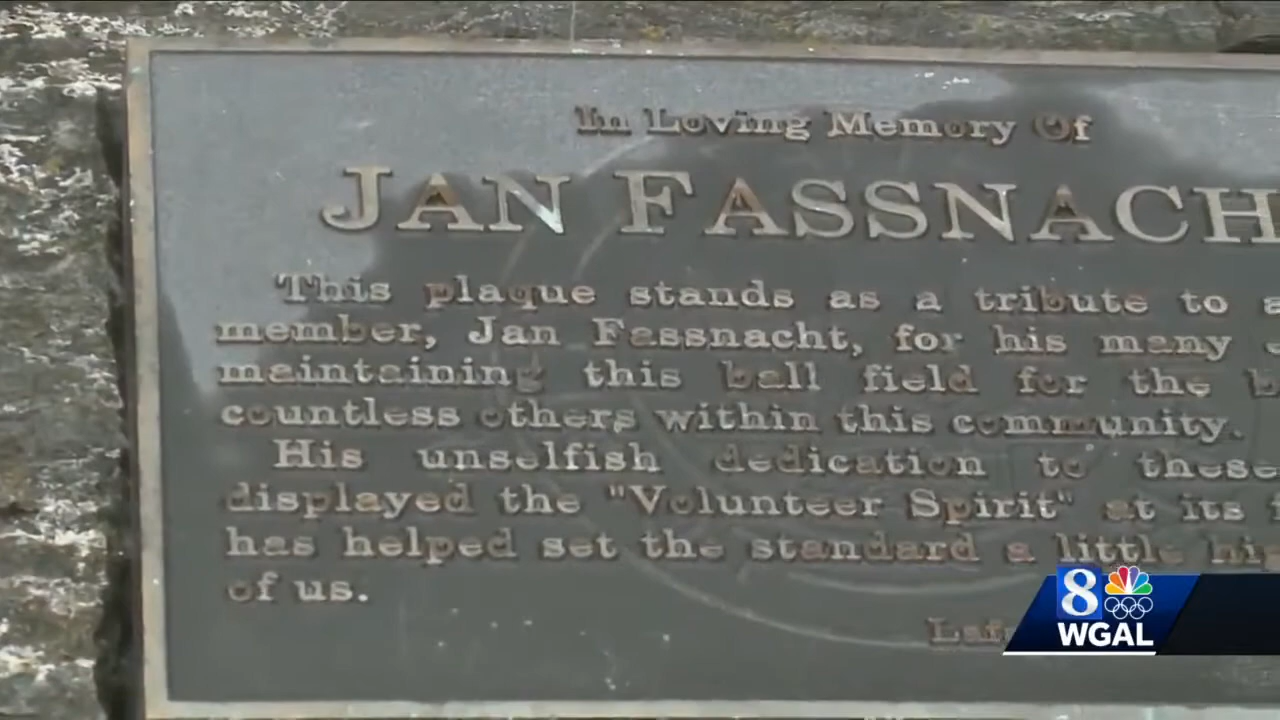 In Loving Memory Of
JAN FASSNACH
This plaque stands as a tribute to
member, Jan Fassnacht, for his many
maintaining this ball field for the
countless others within this community.
His unselfish dedication to these
displayed the "Volunteer Spirit" at its
has helped set the standard a little
of us.
8
WGAL